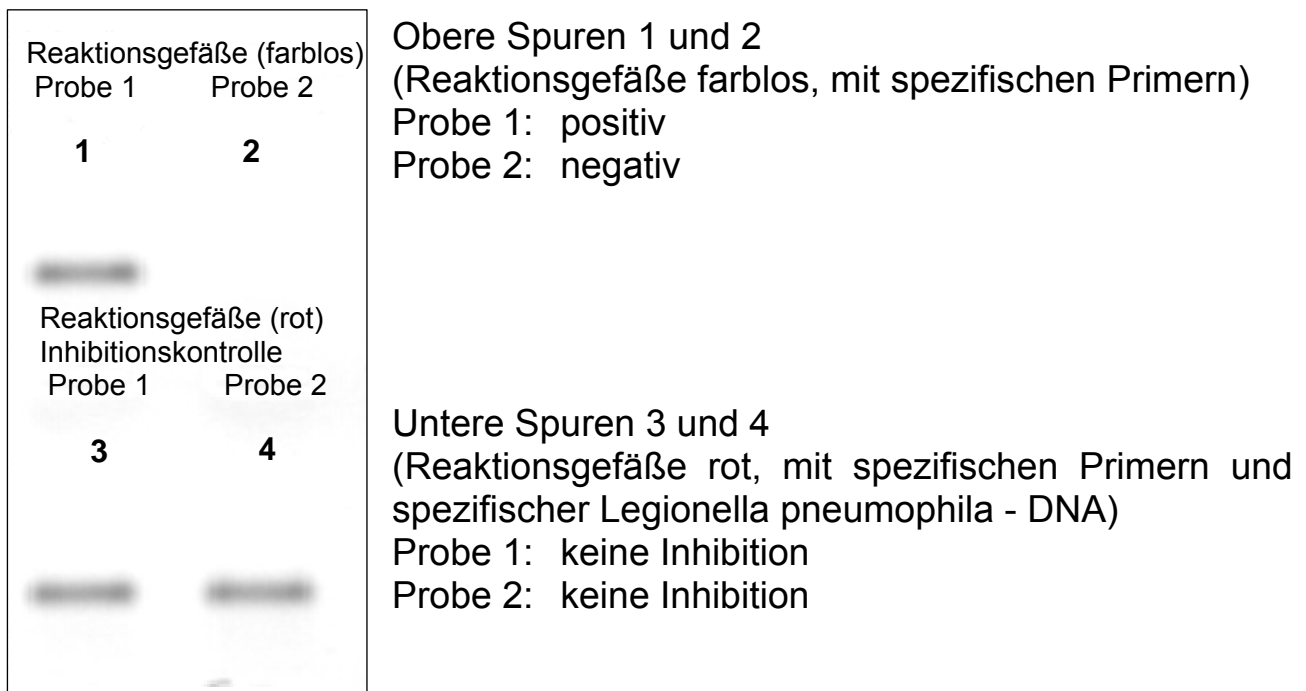 Reaktionsgefäße (farblos)
Probe 1 Probe 2
1 2
Reaktionsgefäße (rot)
Inhibitionskontrolle
Probe 1 Probe 2
3 4
Obere Spuren 1 und 2
(Reaktionsgefäße farblos, mit spezifischen Primern)
Probe 1: positiv
Probe 2: negativ
Untere Spuren 3 und 4
(Reaktionsgefäße rot, mit spezifischen Primern und
spezifischer Legionella pneumophila - DNA)
Probe 1: keine Inhibition
Probe 2: keine Inhibition